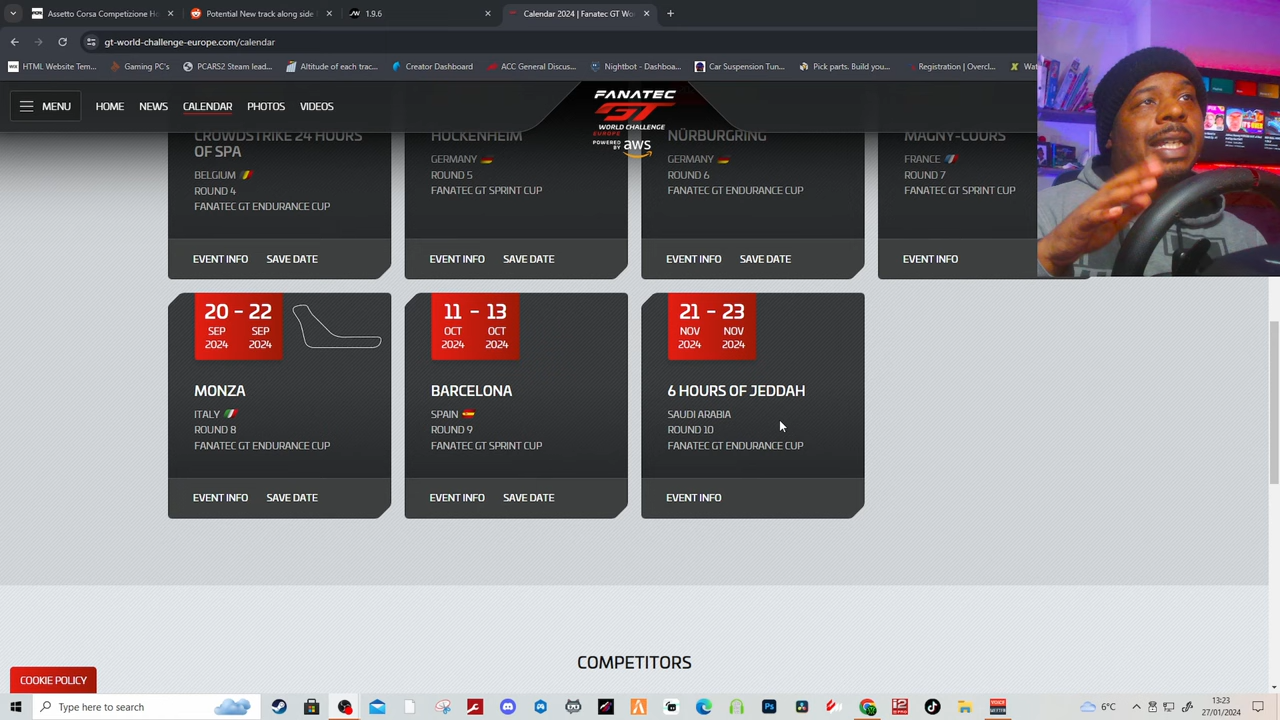 Assetto Corsa Competizione H
Potential New track along side
1.9.6
Calendar 2024 | Fanatec GT Wo
gt-world-challenge-europe.com/calendar
HTML Website Tem...
Gaming PC's
PCARS2 Steam lead...
Altitude of each trac...
Creator Dashboard
ACC General Discus...
Nightbot - Dashboa...
Car Suspension Tun...
Pick parts. Build you...
Registration | Overcl...
Wat
MENU
HOME
NEWS
CALENDAR
PHOTOS
VIDEOS
FANATEC
GT
WORLD CHALLENGE
EUROPE
POWERED BY aws
CROWDSTRIKE 24 HOURS
OF SPA
BELGIUM
ROUND 4
FANATEC GT ENDURANCE CUP
EVENT INFO SAVE DATE
HOCKENHEIM
GERMANY
ROUND 5
FANATEC GT SPRINT CUP
EVENT INFO SAVE DATE
NÜRBURGRING
GERMANY
ROUND 6
FANATEC GT ENDURANCE CUP
EVENT INFO SAVE DATE
MAGNY-COURS
FRANCE
ROUND 7
FANATEC GT SPRINT CUP
EVENT INFO
20 - 22
SEP SEP
2024 2024
MONZA
ITALY
ROUND 8
FANATEC GT ENDURANCE CUP
EVENT INFO SAVE DATE
11 - 13
OCT OCT
2024 2024
BARCELONA
SPAIN
ROUND 9
FANATEC GT SPRINT CUP
EVENT INFO SAVE DATE
21 - 23
NOV NOV
2024 2024
6 HOURS OF JEDDAH
SAUDI ARABIA
ROUND 10
FANATEC GT ENDURANCE CUP
EVENT INFO
COMPETITORS
COOKIE POLICY
Type here to search
6°C
13:23
27/01/2024